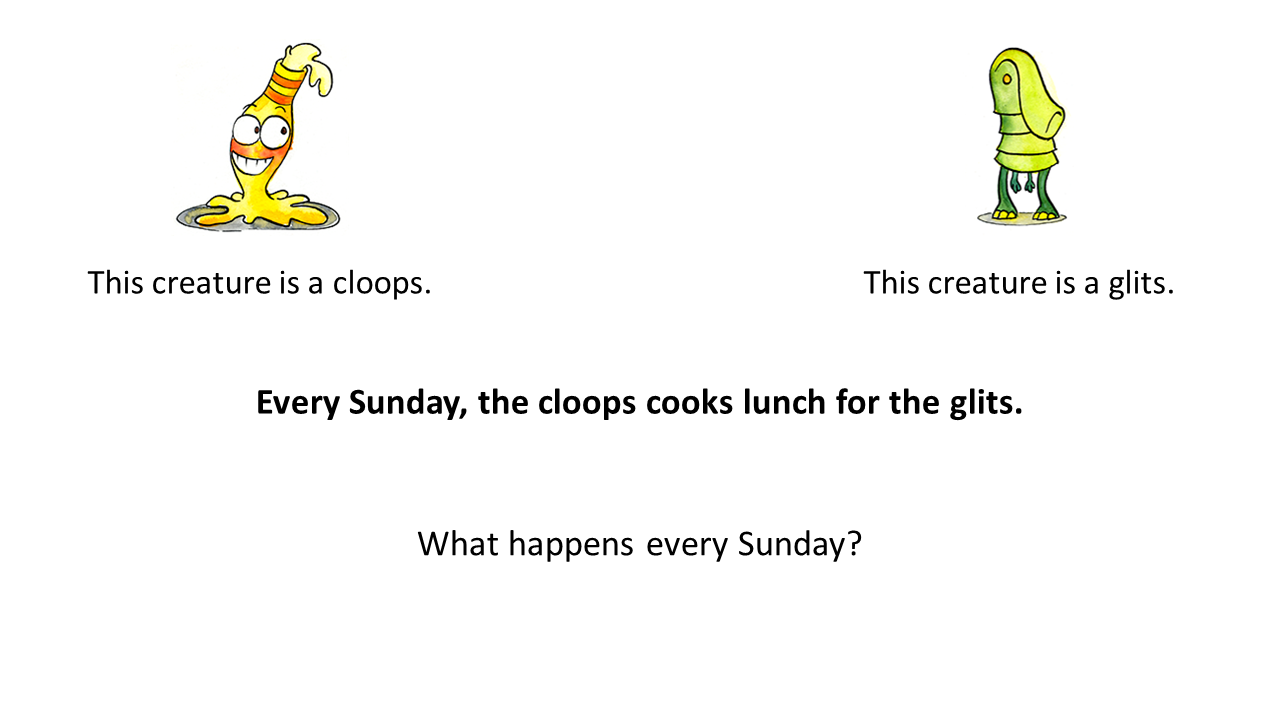 This creature is a cloops.
This creature is a glits.
Every Sunday, the cloops cooks lunch for the glits.
What happens every Sunday?